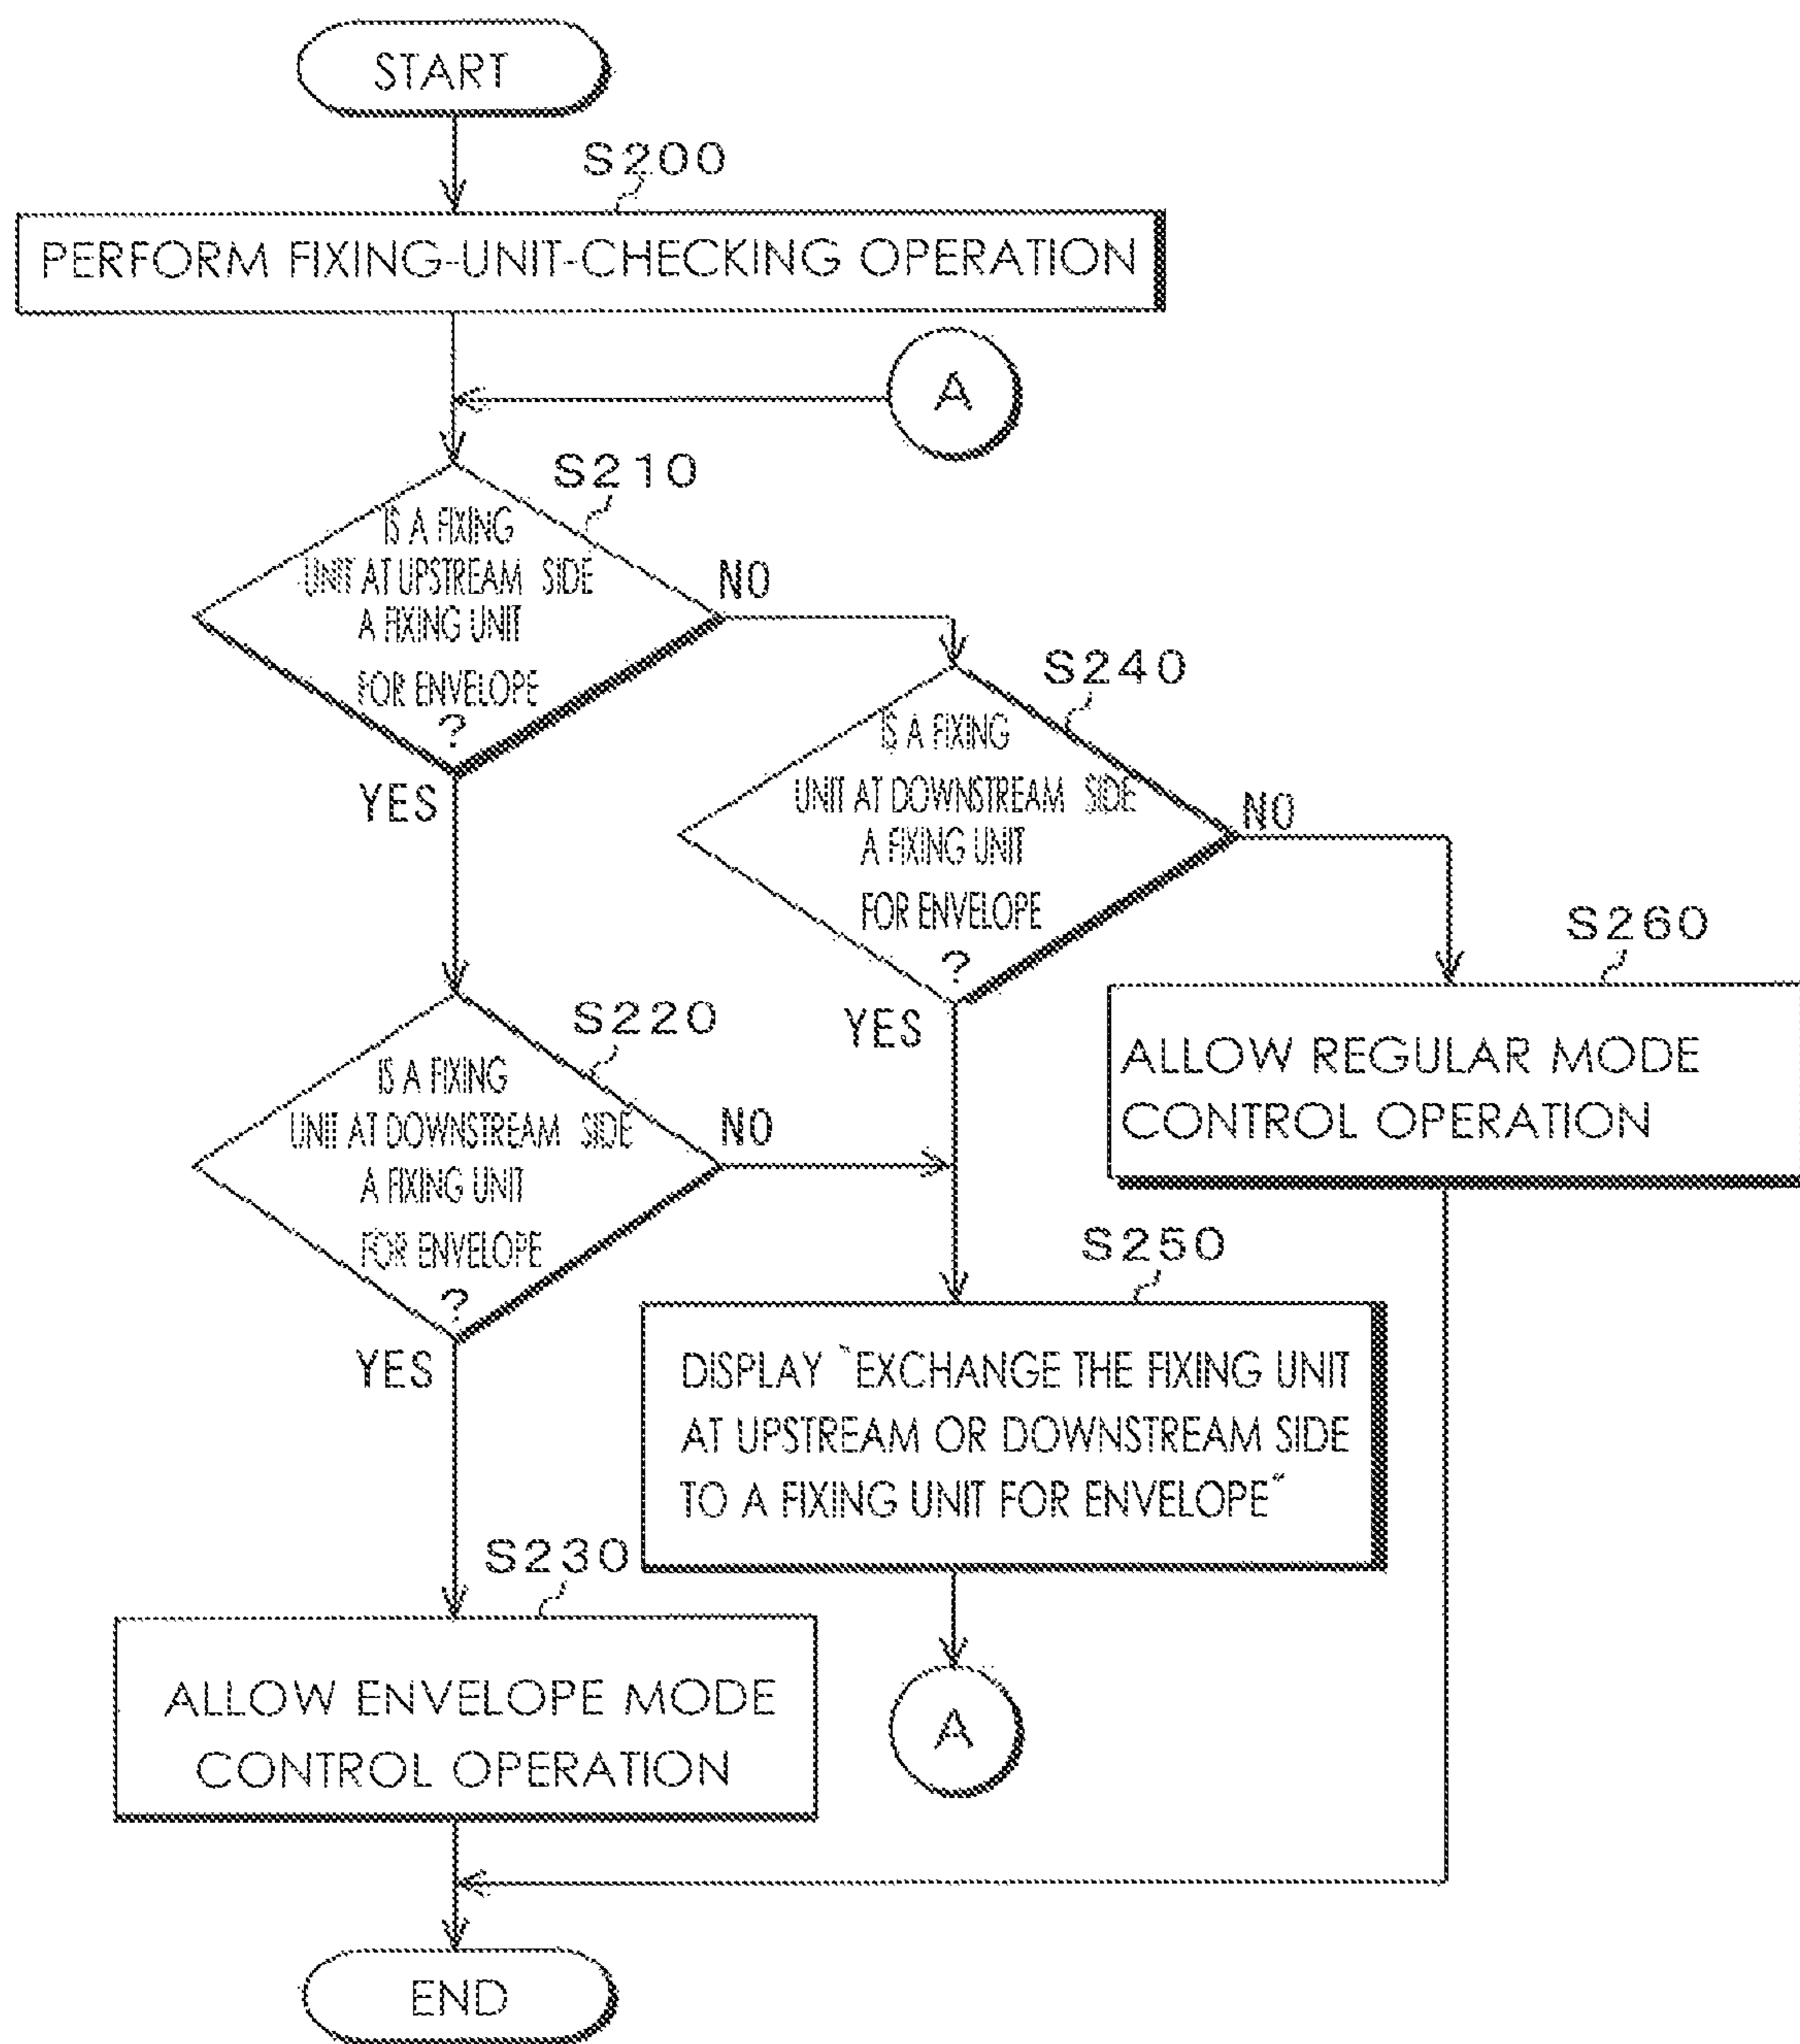 START
S200
PERFORM FIXING-UNIT-CHECKING OPERATION
A
S210
IS A FIXING
UNIT AT UPSTREAM SIDE
A FIXING UNIT
FOR ENVELOPE
?
NO
YES
S240
IS A FIXING
UNIT AT DOWNSTREAM SIDE
A FIXING UNIT
FOR ENVELOPE
?
NO
YES
S260
ALLOW REGULAR MODE
CONTROL OPERATION
S220
IS A FIXING
UNIT AT DOWNSTREAM SIDE
A FIXING UNIT
FOR ENVELOPE
?
NO
YES
S250
DISPLAY "EXCHANGE THE FIXING UNIT
AT UPSTREAM OR DOWNSTREAM SIDE
TO A FIXING UNIT FOR ENVELOPE"
A
S230
ALLOW ENVELOPE MODE
CONTROL OPERATION
END